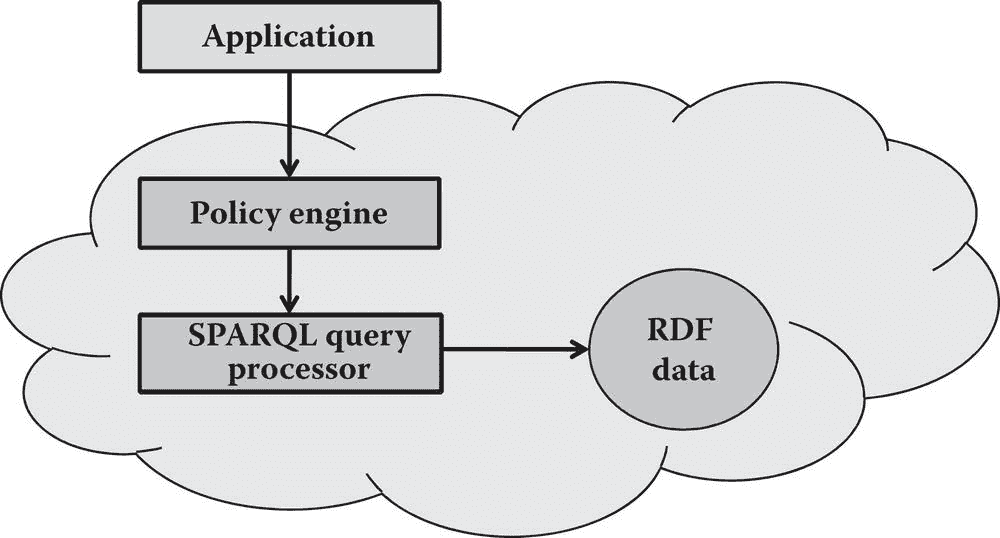 Application
Policy engine
SPARQL query
processor
RDF
data